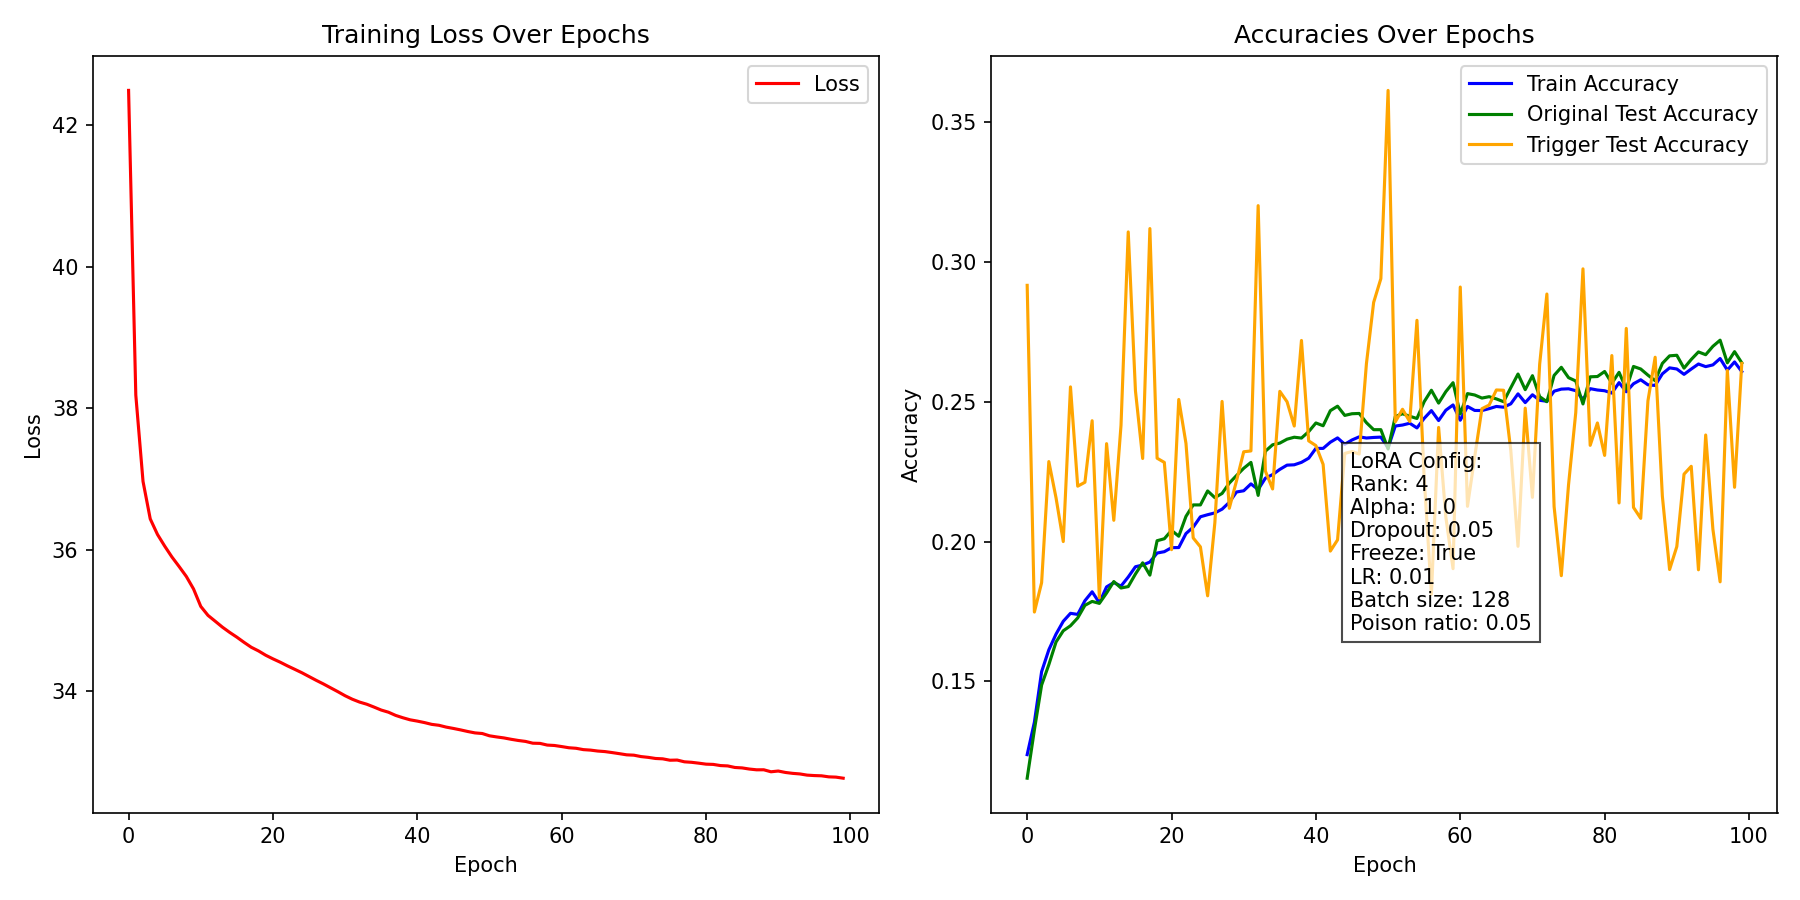 Training Loss Over Epochs
Loss
42
40
38
36
34
Loss
0
20
40
60
80
100
Epoch
Accuracies Over Epochs
Train Accuracy
Original Test Accuracy
Trigger Test Accuracy
0.35
0.30
0.25
0.20
0.15
Accuracy
LoRA Config:
Rank: 4
Alpha: 1.0
Dropout: 0.05
Freeze: True
LR: 0.01
Batch size: 128
Poison ratio: 0.05
0
20
40
60
80
100
Epoch